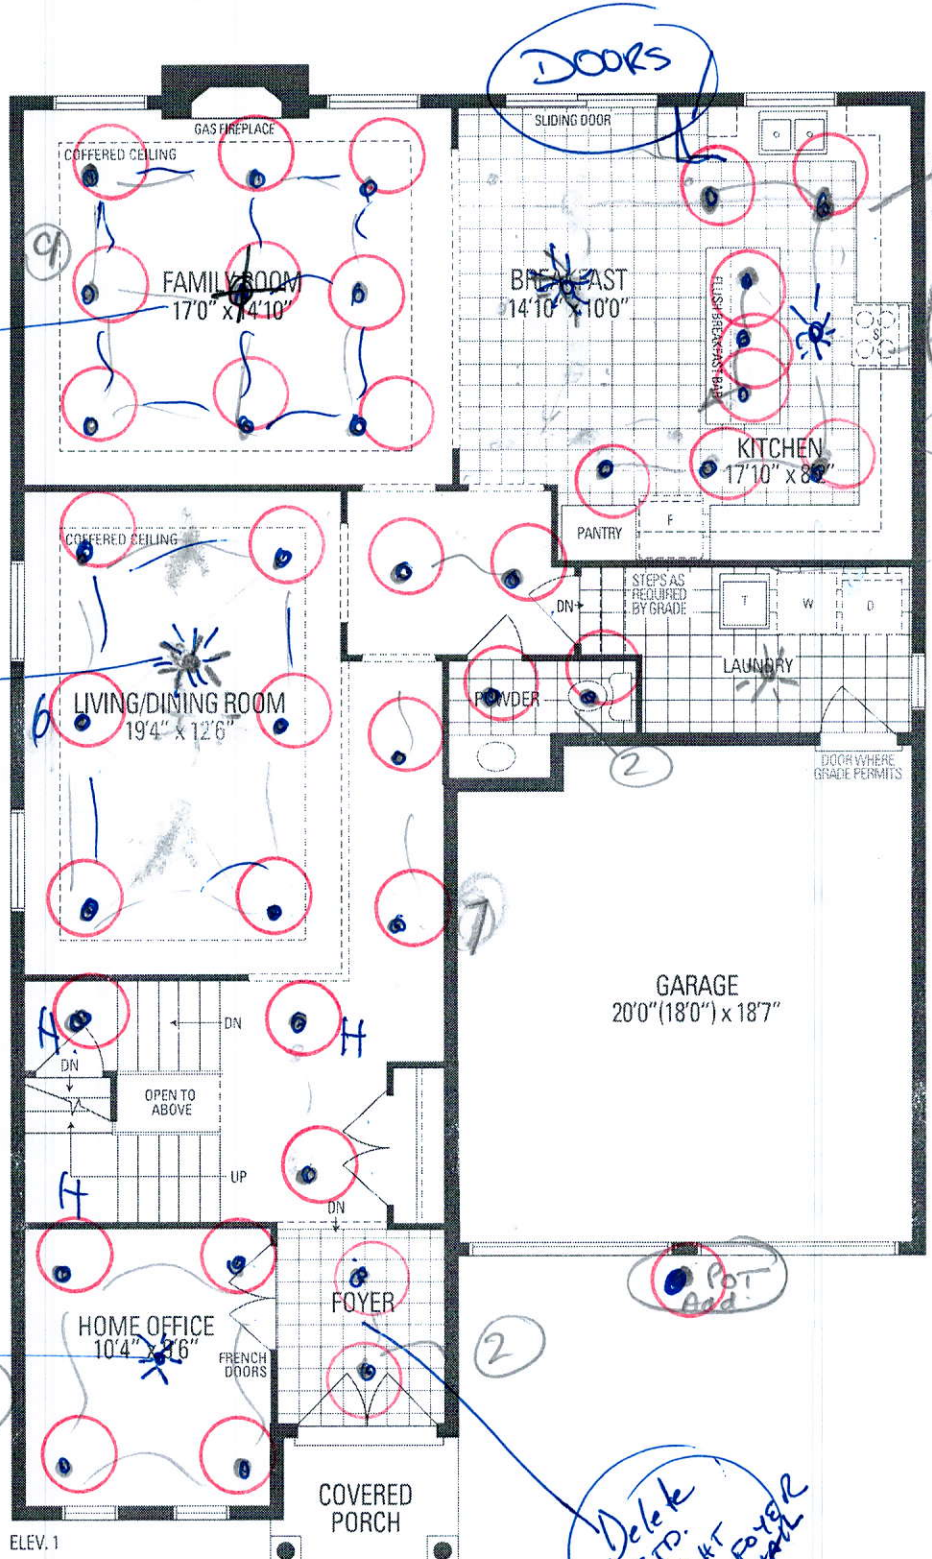 DOORS
GAS FIREPLACE
SLIDING DOOR
COFFERED CEILING
9
FAMILY ROOM
17'0" x 14'10"
BREAKFAST
14'10" x 10'0"
FLUSH BREAKFAST BAR
S
KITCHEN
17'10" x 8'2"
PANTRY
F
COFFERED CEILING
STEPS AS
REQUIRED
BY GRADE
DN
T
W
D
LAUNDRY
POWDER
6
LIVING/DINING ROOM
19'4" x 12'6"
2
DOOR WHERE
GRADE PERMITS
7
GARAGE
20'0"(18'0") x 18'7"
H
DN
H
DN
OPEN TO
ABOVE
H
UP
DN
FOYER
POT
Add
HOME OFFICE
10'4" x 9'6"
FRENCH
DOORS
2
COVERED
PORCH
Delete
STD.
FOYER
ELEV. 1